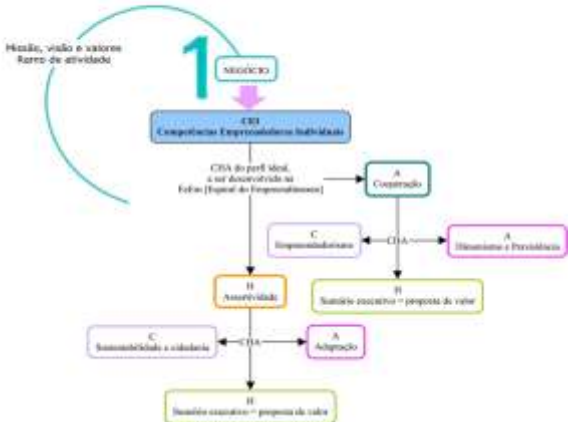 Missão, visão e valores
Ramo de atividade
1
NEGÓCIO
CEI
Competências Empreendedoras Individuais
CHA do perfil ideal,
a ser desenvolvido na
[Espiral do Empreendimento]
A
Cooperação
C
Empreendedorismo
CHA
A
Dinamismo e Persistência
H
Sumário executivo = proposta de valor
H
Assertividade
C
Sustentabilidade e cidadania
CHA
A
Adaptação
H
Sumário executivo = proposta de valor